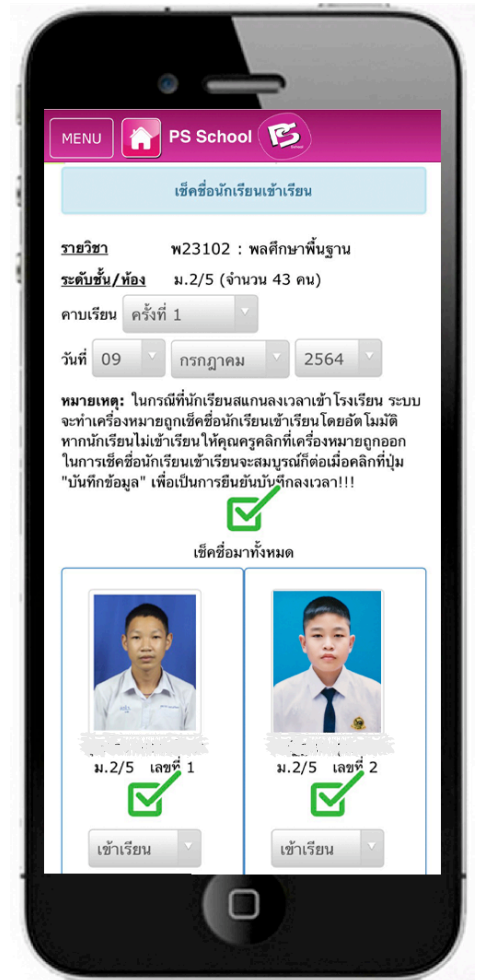 MENU PS School PS
เช็คชื่อนักเรียนเข้าเรียน
รายวิชา พ23102 : พลศึกษาพื้นฐาน
ระดับชั้น/ห้อง ม.2/5 (จำนวน 43 คน)
คาบเรียน ครั้งที่ 1
วันที่ 09 กรกฎาคม 2564
หมายเหตุ: ในกรณีที่นักเรียนสแกนลงเวลาเข้าโรงเรียน ระบบ
จะทำเครื่องหมายถูกเช็คชื่อนักเรียนเข้าเรียนโดยอัตโนมัติ
หากนักเรียนไม่เข้าเรียนให้คุณครูคลิกที่เครื่องหมายถูกออก
ในการเช็คชื่อนักเรียนเข้าเรียนจะสมบูรณ์ก็ต่อเมื่อคลิกที่ปุ่ม
"บันทึกข้อมูล" เพื่อเป็นการยืนยันบันทึกลงเวลา!!!
เช็คชื่อมาทั้งหมด
ม.2/5 เลขที่ 1
ม.2/5 เลขที่ 2
เข้าเรียน
เข้าเรียน